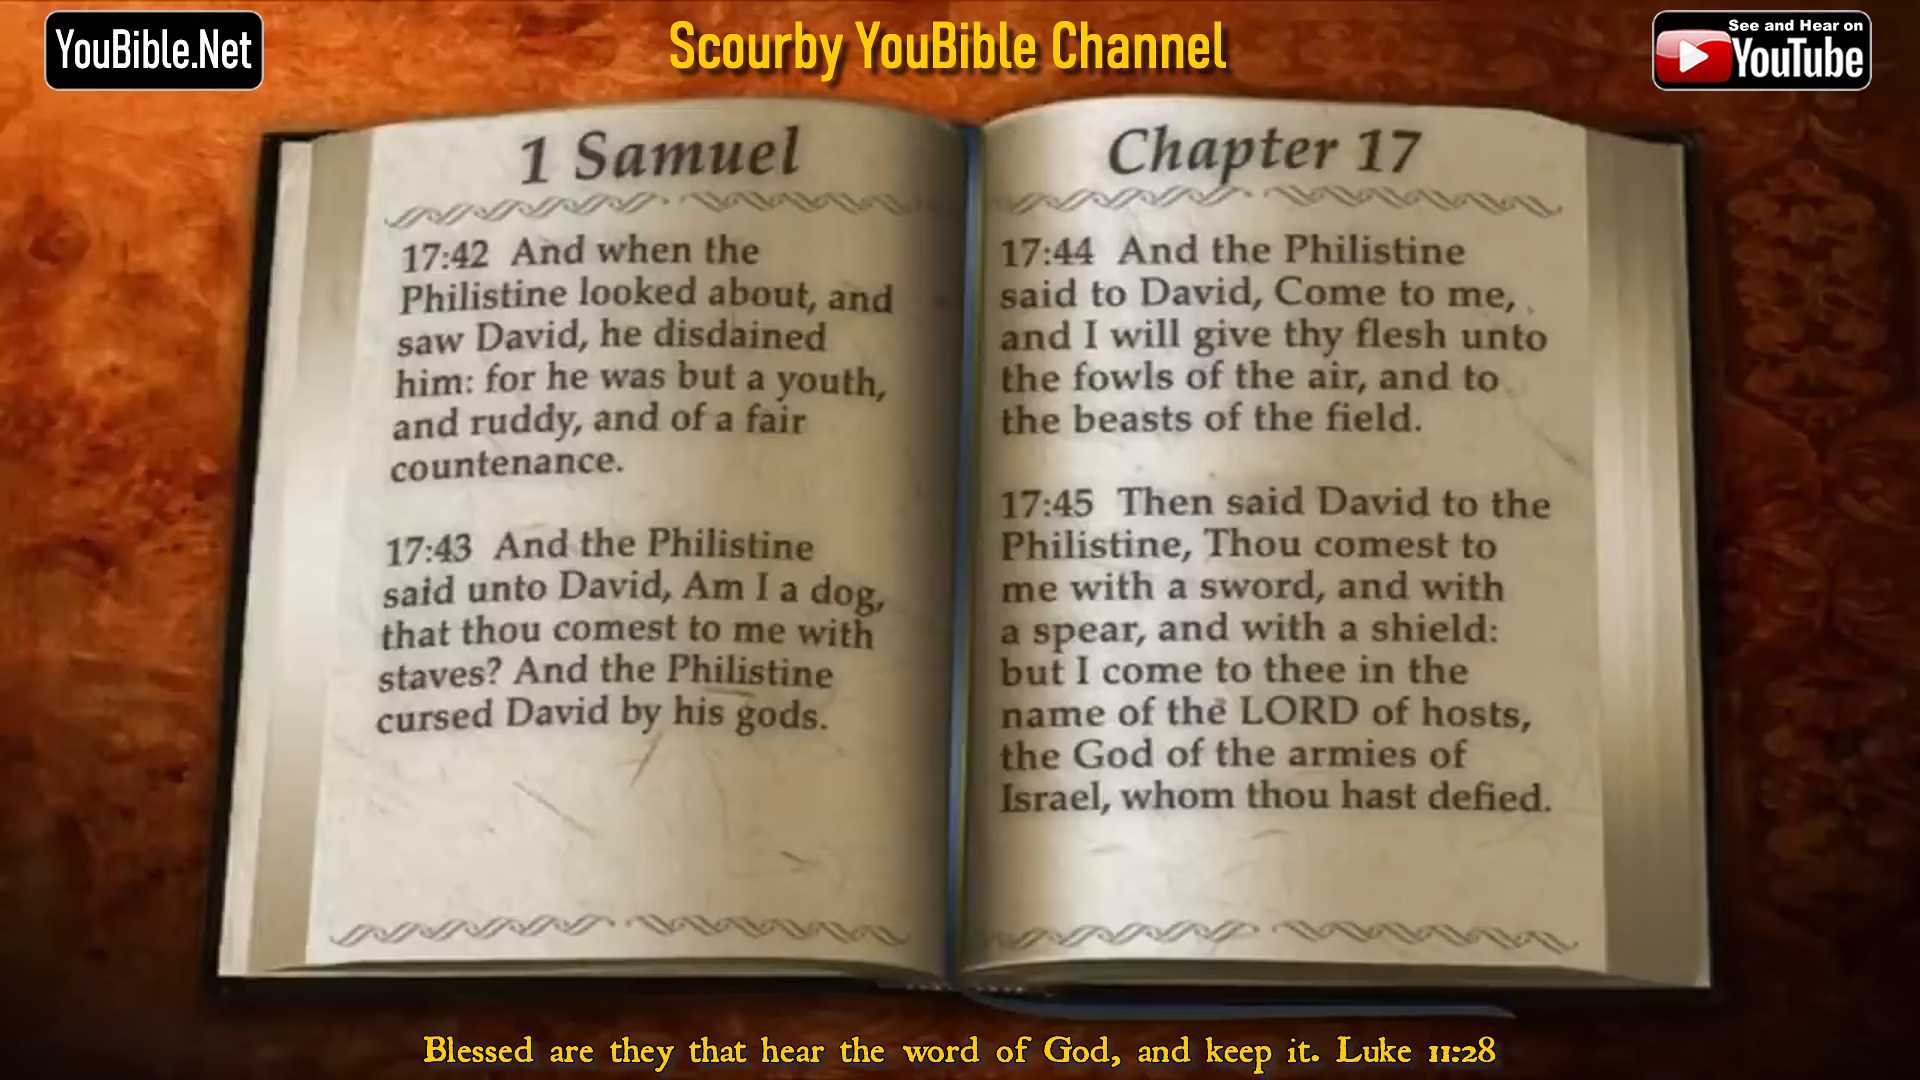 YouBible.Net
Scourby YouBible Channel
See and Hear on
YouTube
1 Samuel
17:42 And when the
Philistine looked about, and
saw David, he disdained
him: for he was but a youth,
and ruddy, and of a fair
countenance.
17:43 And the Philistine
said unto David, Am I a dog,
that thou comest to me with
staves? And the Philistine
cursed David by his gods.
Chapter 17
17:44 And the Philistine
said to David, Come to me,
and I will give thy flesh unto
the fowls of the air, and to
the beasts of the field.
17:45 Then said David to the
Philistine, Thou comest to
me with a sword, and with
a spear, and with a shield:
but I come to thee in the
name of the LORD of hosts,
the God of the armies of
Israel, whom thou hast defied.
Blessed are they that hear the word of God, and keep it. Luke 11:28